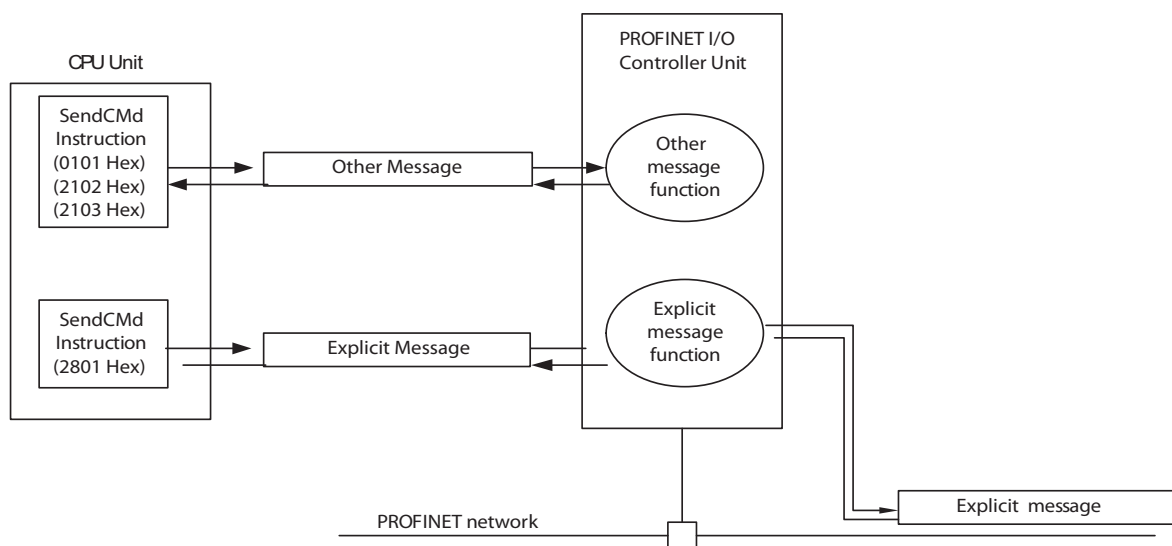 CPU Unit
SendCMd
Instruction
(0101 Hex)
(2102 Hex)
(2103 Hex)
Other Message
PROFINET I/O
Controller Unit
Other
message
function
SendCMd
Instruction
(2801 Hex)
Explicit Message
Explicit
message
function
Explicit message
PROFINET network